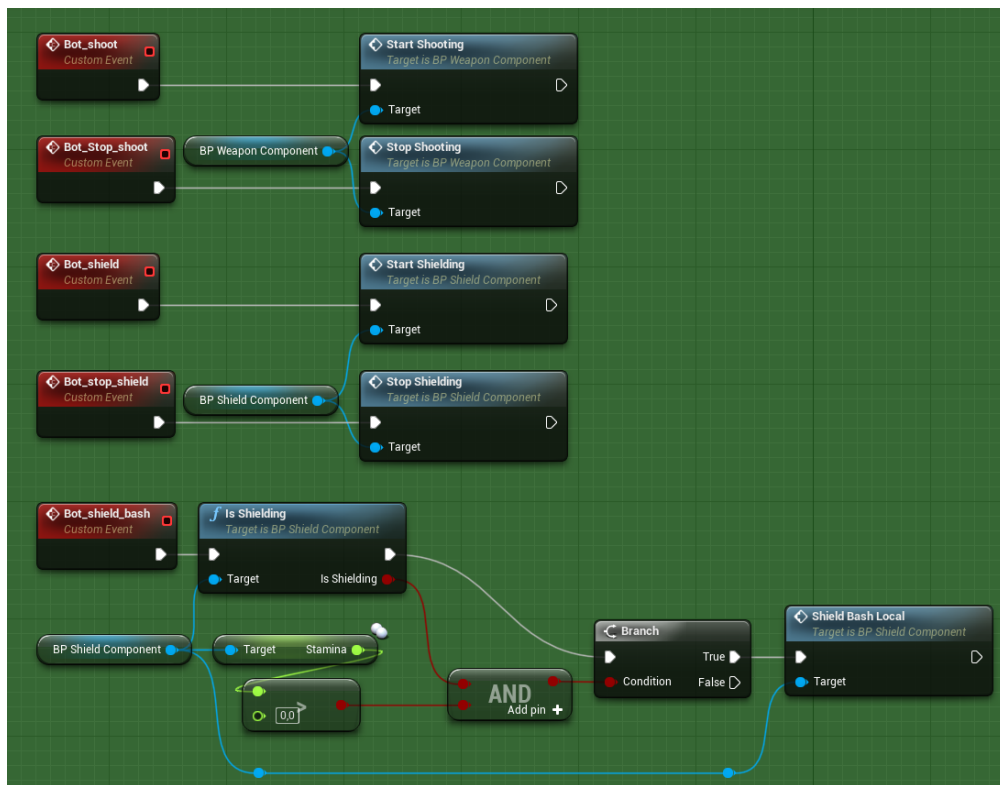 Bot_shoot
Custom Event
Start Shooting
Target is BP Weapon Component
Target
Bot_Stop_shoot
Custom Event
BP Weapon Component
Stop Shooting
Target is BP Weapon Component
Target
Bot_shield
Custom Event
Start Shielding
Target is BP Shield Component
Target
Bot_stop_shield
Custom Event
BP Shield Component
Stop Shielding
Target is BP Shield Component
Target
Bot_shield_bash
Custom Event
Is Shielding
Target is BP Shield Component
Target Is Shielding
BP Shield Component
Target Stamina
0,0 >
AND
Add pin
Branch
True
Condition False
Shield Bash Local
Target is BP Shield Component
Target